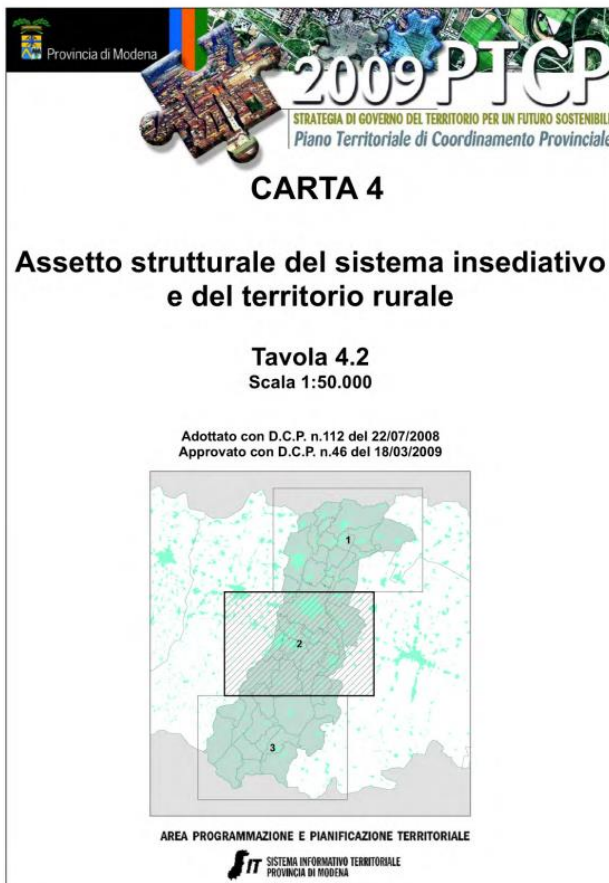 Provincia di Modena
2009 PTCP
STRATEGIA DI GOVERNO DEL TERRITORIO PER UN FUTURO SOSTENIBILE
Piano Territoriale di Coordinamento Provinciale
CARTA 4
Assetto strutturale del sistema insediativo
e del territorio rurale
Tavola 4.2
Scala 1:50.000
Adottato con D.C.P. n.112 del 22/07/2008
Approvato con D.C.P. n.46 del 18/03/2009
1
2
3
AREA PROGRAMMAZIONE E PIANIFICAZIONE TERRITORIALE
SIT SISTEMA INFORMATIVO TERRITORIALE
PROVINCIA DI MODENA